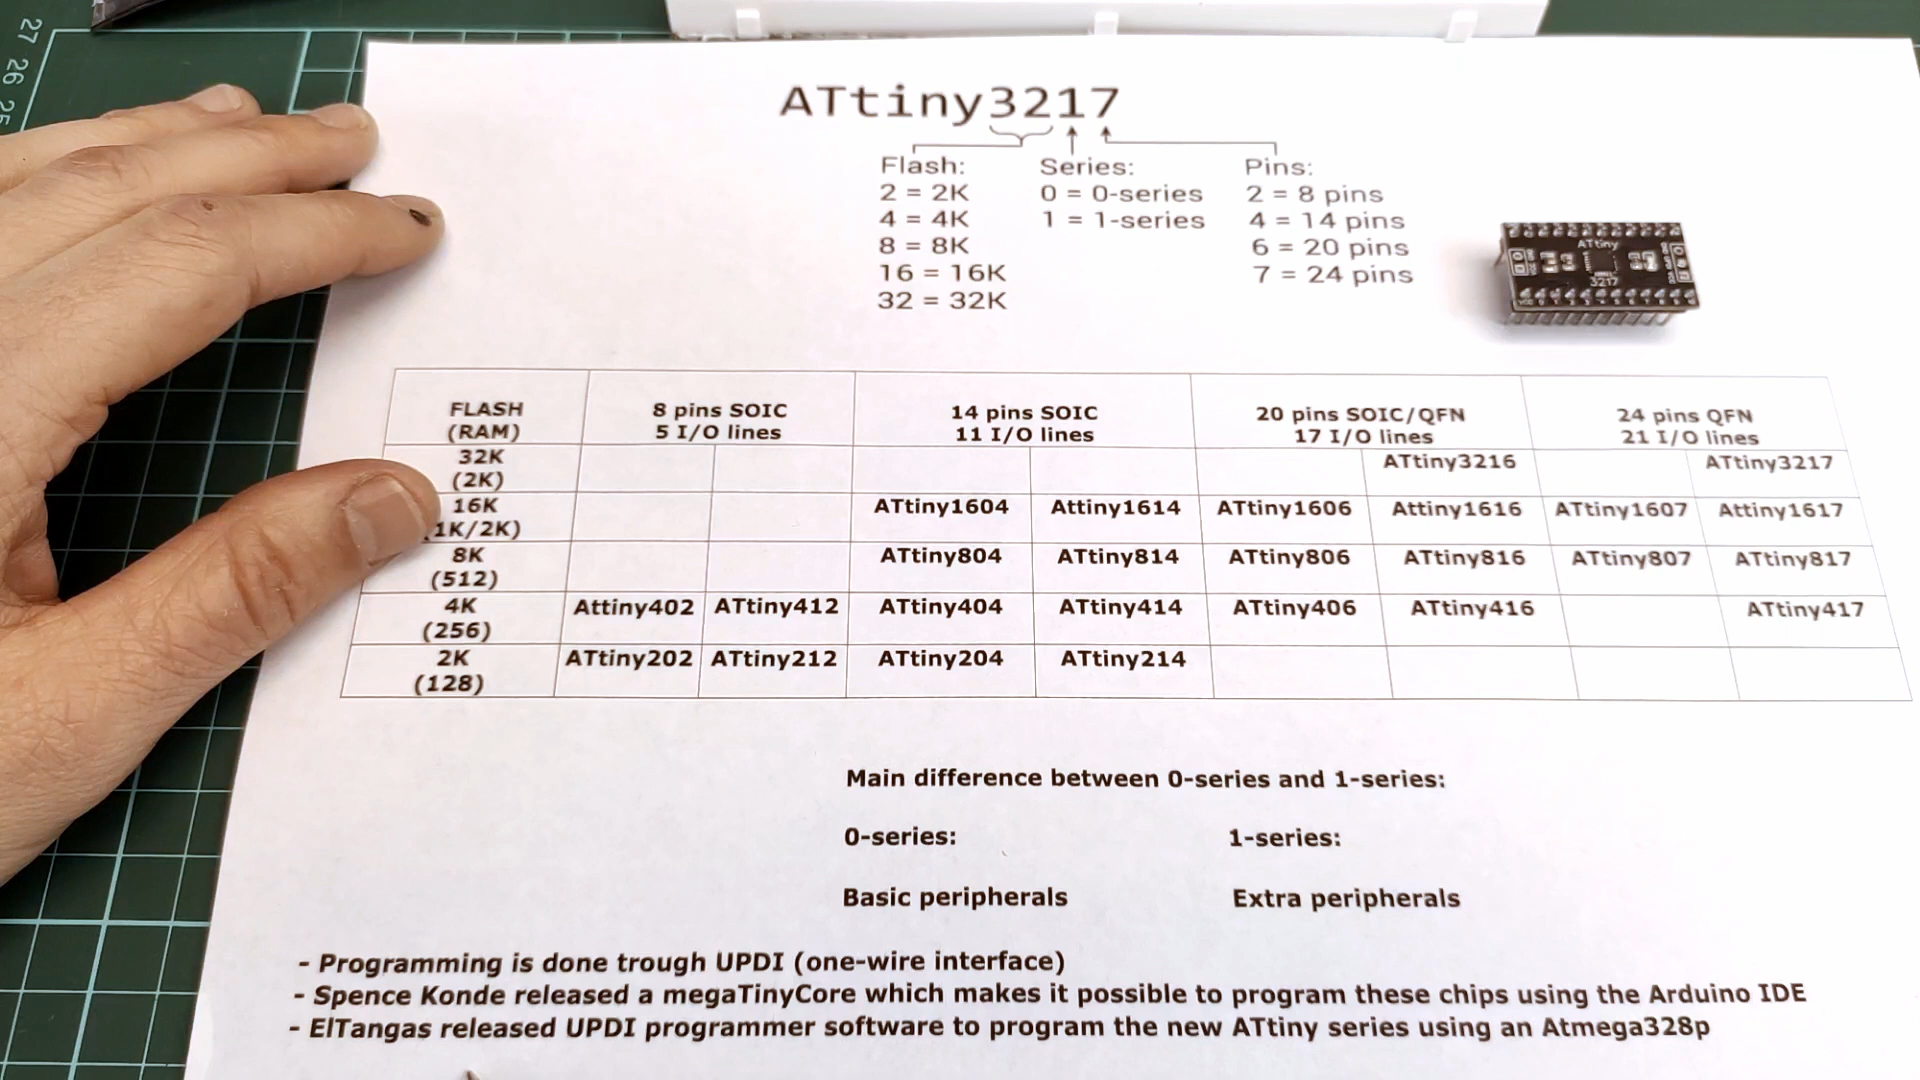 27
26
25
ATtiny3217
Flash: Series: Pins:
2 = 2K 0 = 0-series 2 = 8 pins
4 = 4K 1 = 1-series 4 = 14 pins
8 = 8K 6 = 20 pins
16 = 16K 7 = 24 pins
32 = 32K
ATtiny
3217
FLASH 8 pins SOIC 14 pins SOIC 20 pins SOIC/QFN 24 pins QFN
(RAM) 5 I/O lines 11 I/O lines 17 I/O lines 21 I/O lines
32K ATtiny3216 ATtiny3217
(2K)
16K ATtiny1604 Attiny1614 ATtiny1606 Attiny1616 ATtiny1607 Attiny1617
1K/2K)
8K ATtiny804 ATtiny814 ATtiny806 ATtiny816 ATtiny807 ATtiny817
(512)
4K Attiny402 ATtiny412 ATtiny404 ATtiny414 ATtiny406 ATtiny416 ATtiny417
(256)
2K ATtiny202 ATtiny212 ATtiny204 ATtiny214
(128)
Main difference between 0-series and 1-series:
0-series: 1-series:
Basic peripherals Extra peripherals
- Programming is done trough UPDI (one-wire interface)
- Spence Konde released a megaTinyCore which makes it possible to program these chips using the Arduino IDE
- ElTangas released UPDI programmer software to program the new ATtiny series using an Atmega328p